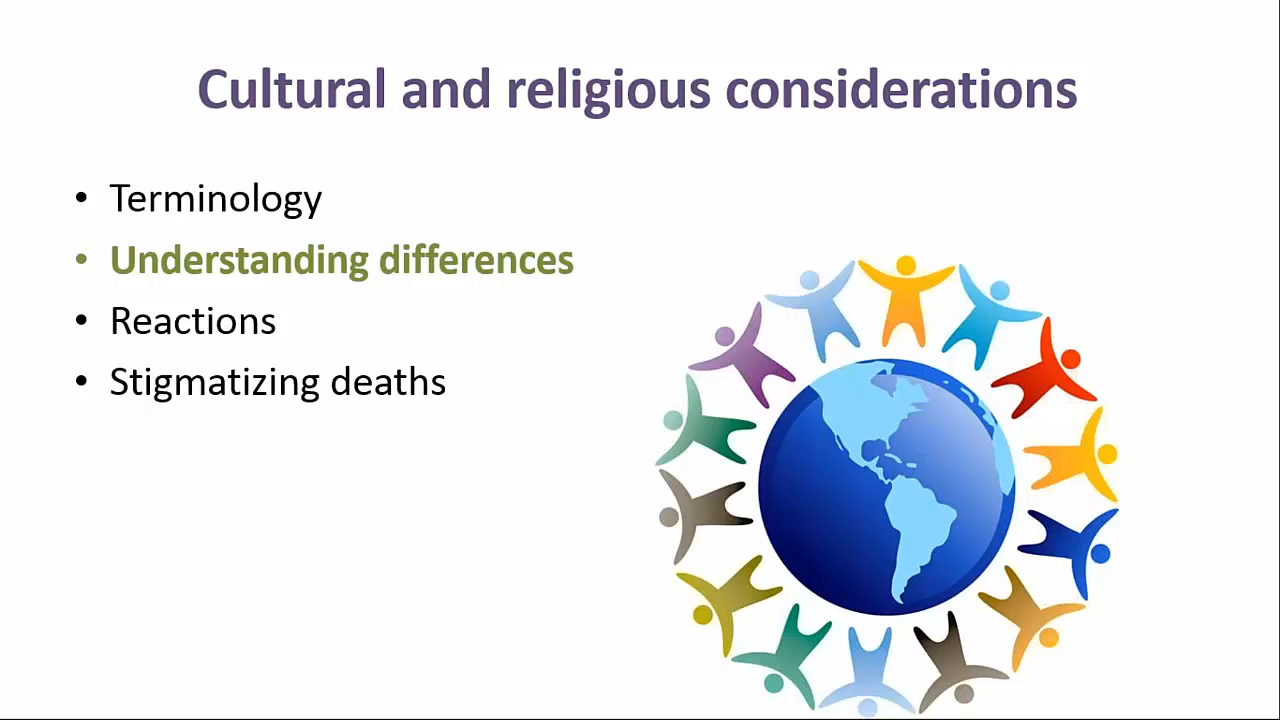 Cultural and religious considerations
• Terminology
• Understanding differences
• Reactions
• Stigmatizing deaths